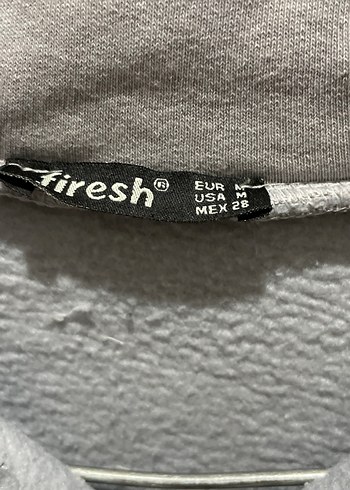 firesh®
EUR M
USA M
MEX 28